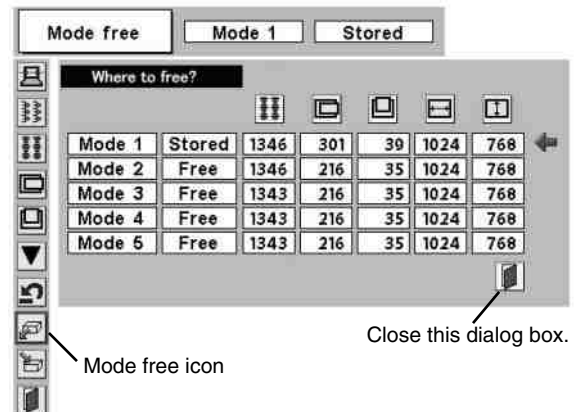 Mode free Mode 1 Stored
Where to free?
Mode 1 Stored 1346 301 39 1024 768
Mode 2 Free 1346 216 35 1024 768
Mode 3 Free 1343 216 35 1024 768
Mode 4 Free 1343 216 35 1024 768
Mode 5 Free 1343 216 35 1024 768
Close this dialog box.
Mode free icon